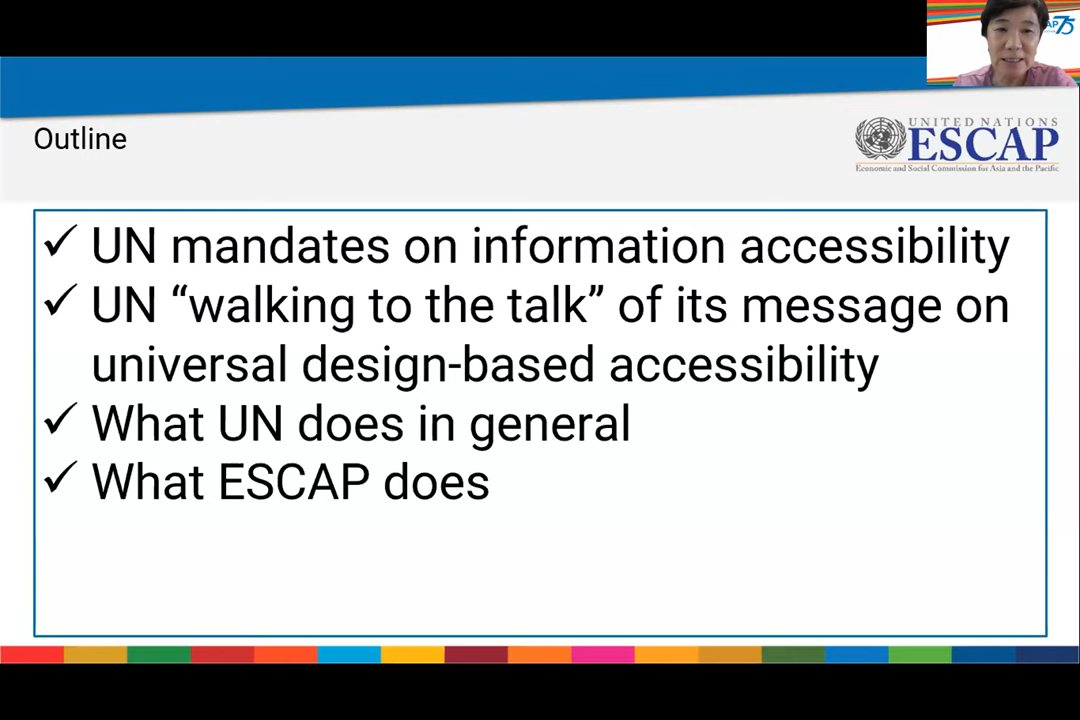 AP75
Outline
UNITED NATIONS
ESCAP
Economic and Social Commission for Asia and the Pacific
✓ UN mandates on information accessibility
✓ UN “walking to the talk” of its message on
universal design-based accessibility
✓ What UN does in general
✓ What ESCAP does